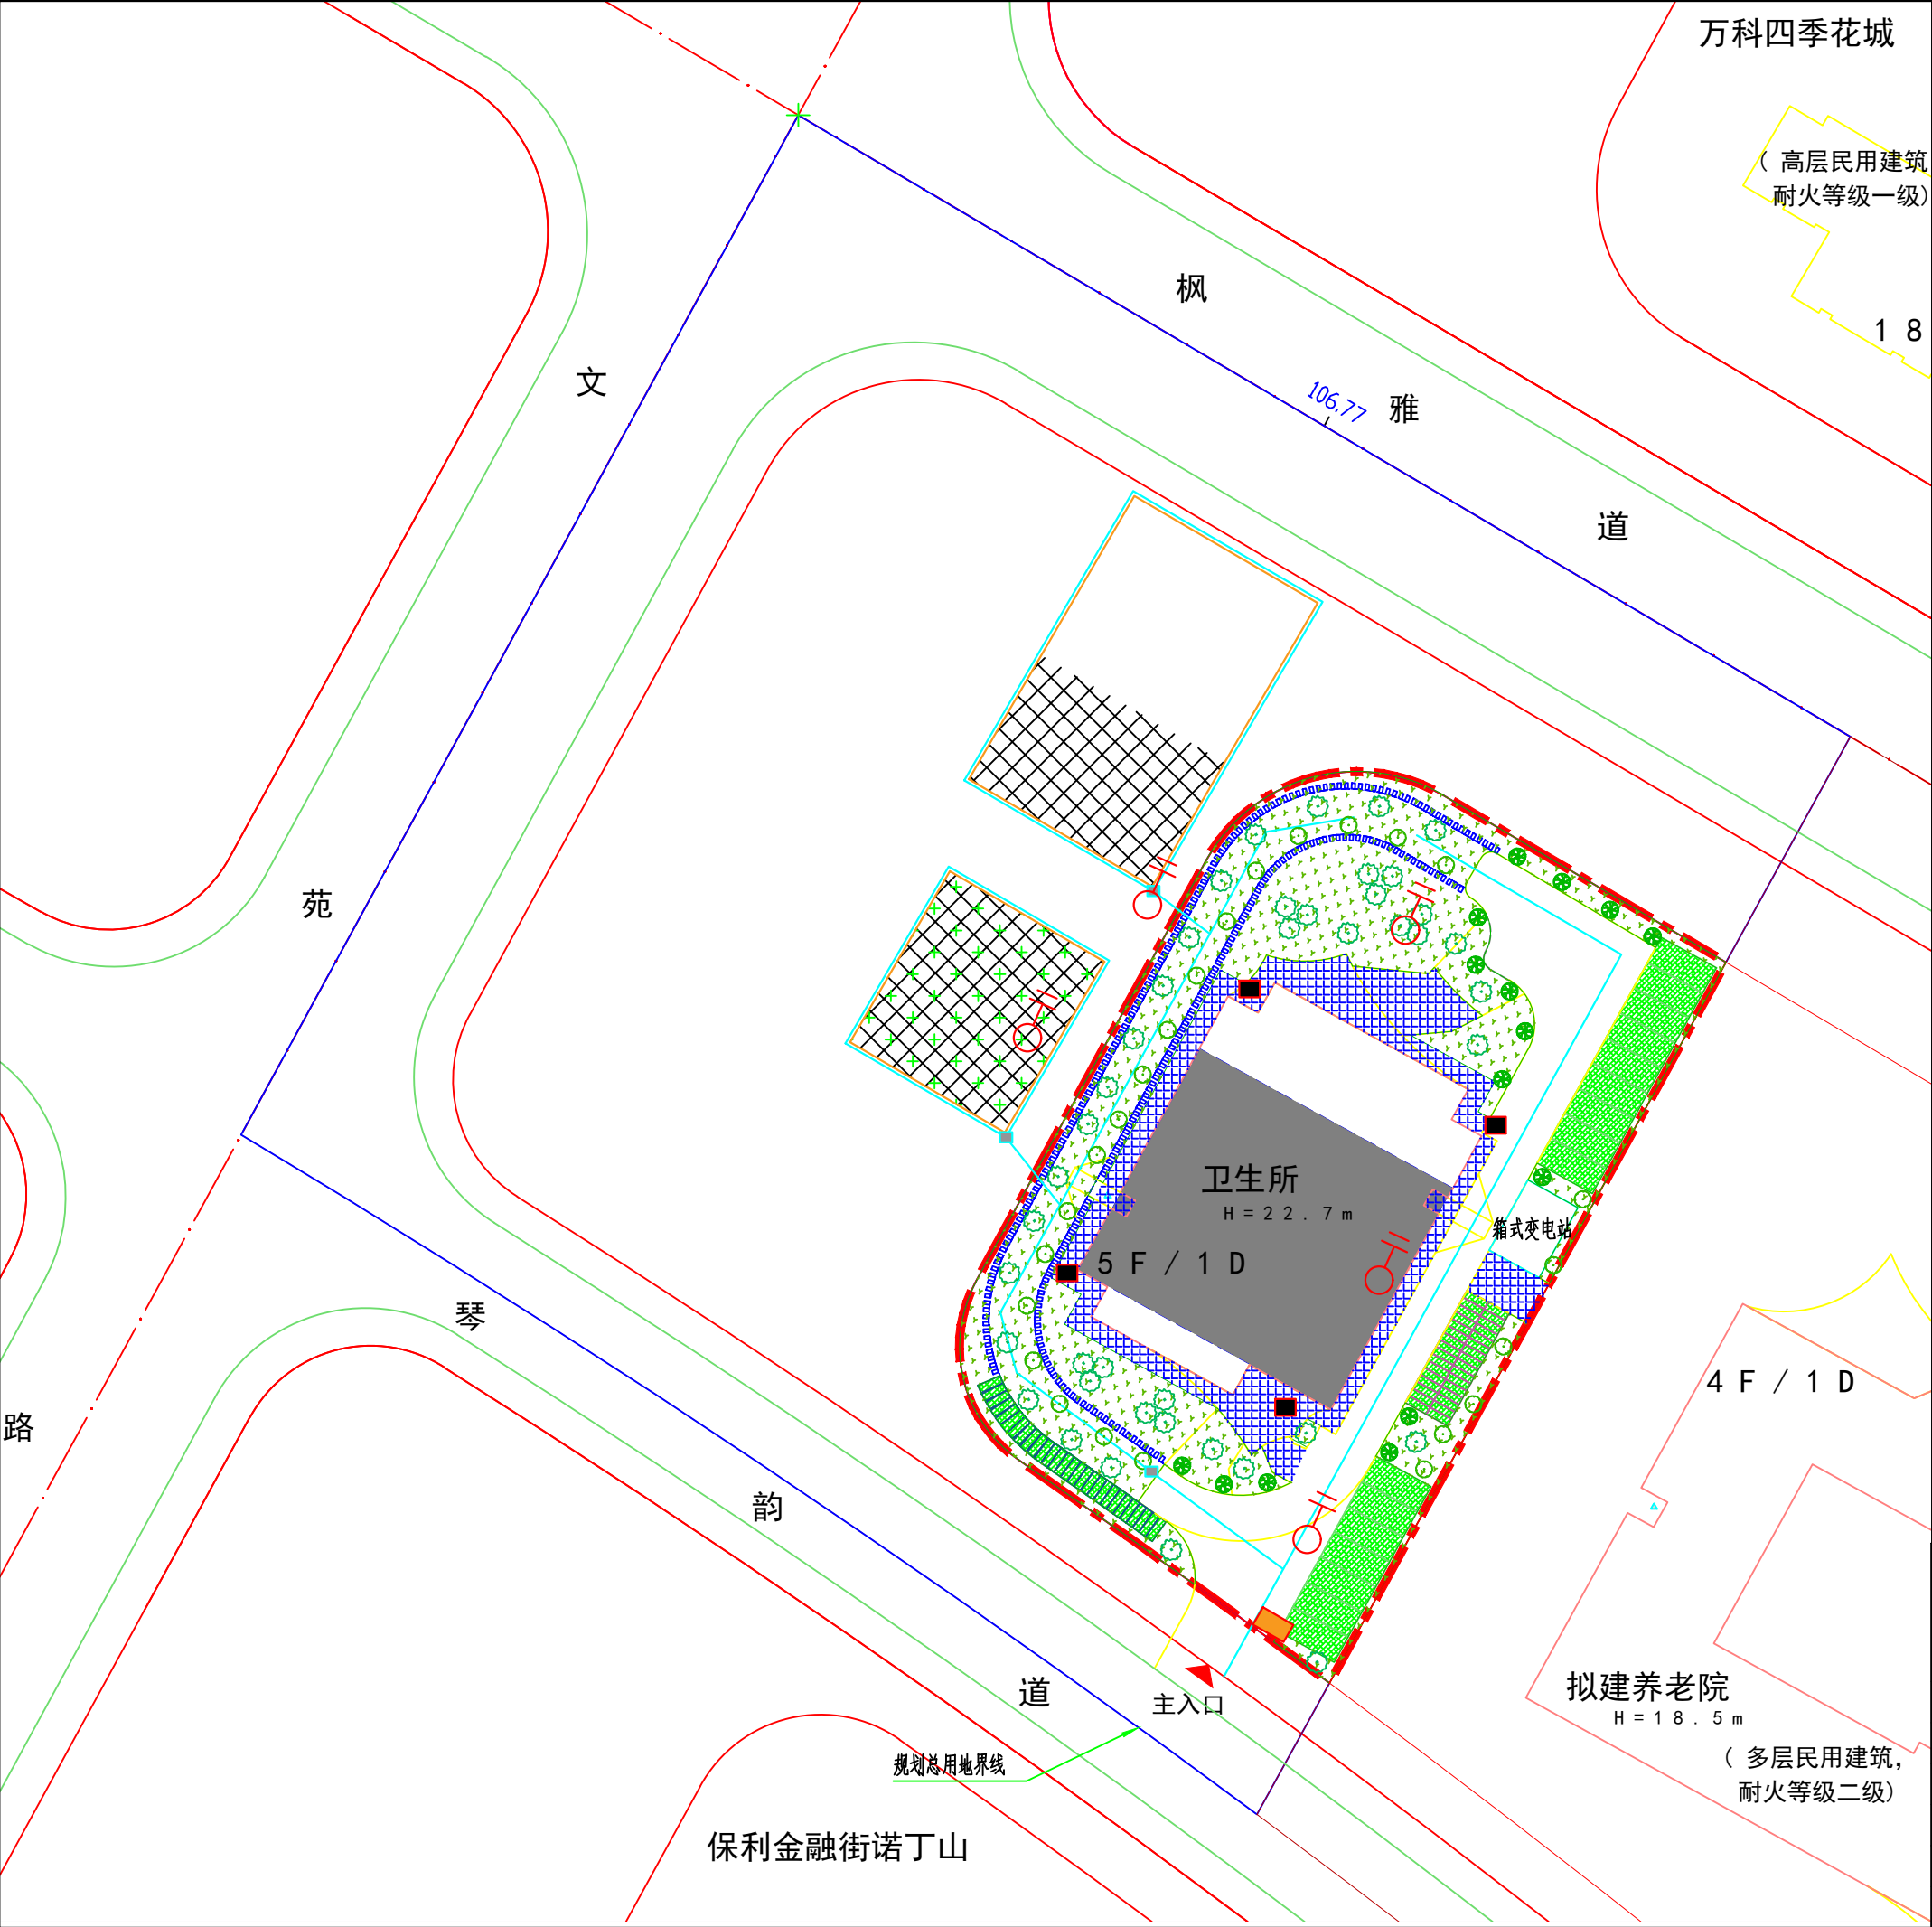 万科四季花城
( 高层民用建筑
耐火等级一级)
1 8
枫
文
106.77
雅
道
苑
卫生所
H=22.7m
箱式变电站
5F/1D
琴
4F/1D
路
韵
拟建养老院
道
主入口
H=18.5m
( 多层民用建筑,
规划总用地界线
耐火等级二级)
保利金融街诺丁山